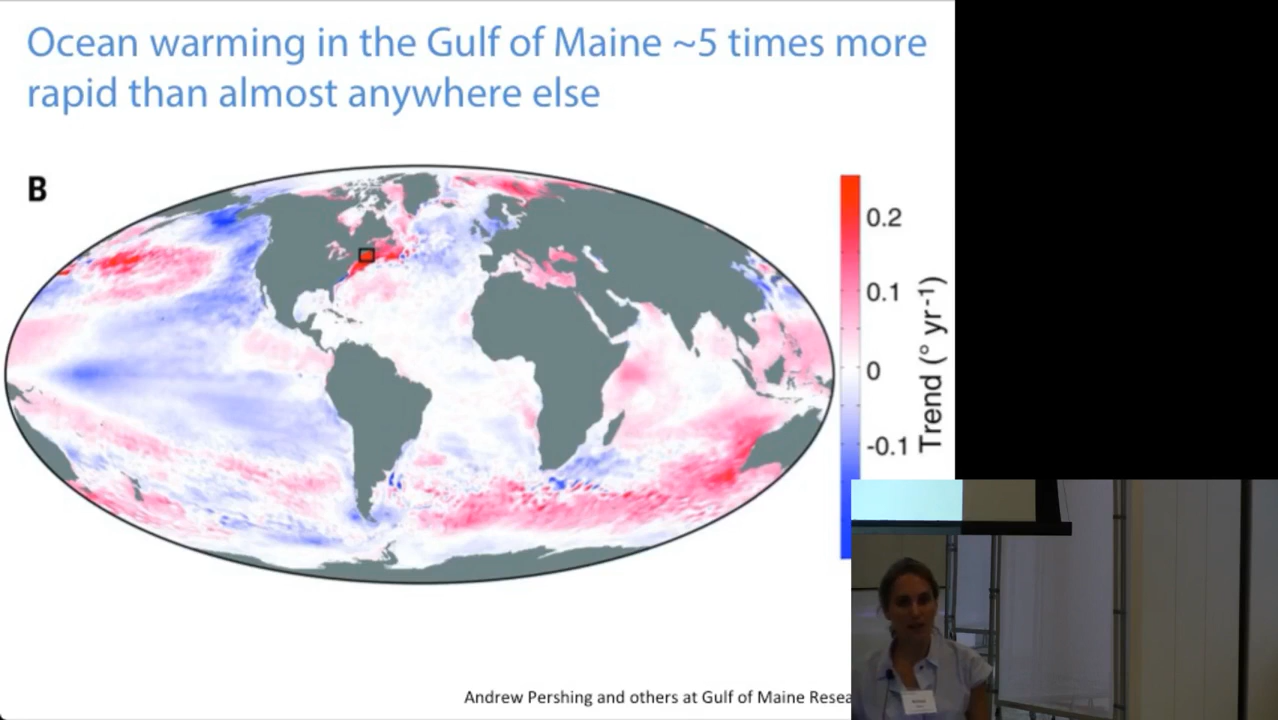 Ocean warming in the Gulf of Maine ~5 times more
rapid than almost anywhere else
B
0.2
0.1
0
-0.1
Trend (° yr-¹)
Andrew Pershing and others at Gulf of Maine